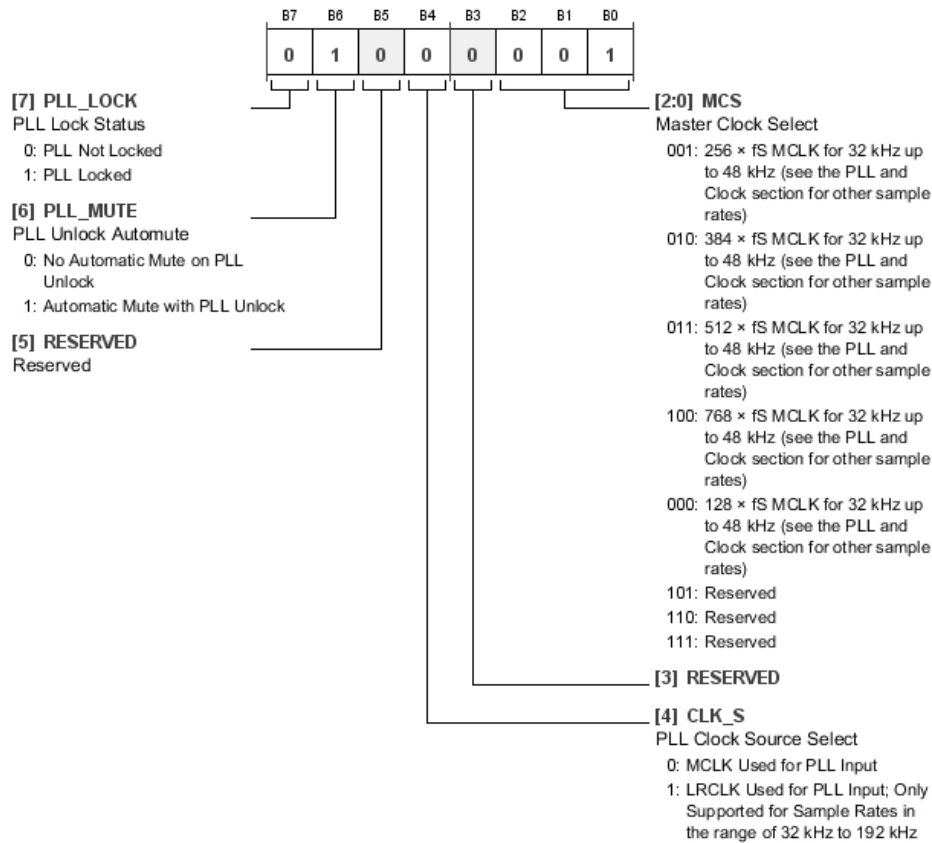 B7 B6 B5 B4 B3 B2 B1 B0
0 1 0 0 0 0 0 1
[7] PLL_LOCK
PLL Lock Status
0: PLL Not Locked
1: PLL Locked
[6] PLL_MUTE
PLL Unlock Automute
0: No Automatic Mute on PLL
Unlock
1: Automatic Mute with PLL Unlock
[5] RESERVED
Reserved
[2:0] MCS
Master Clock Select
001: 256 × fS MCLK for 32 kHz up
to 48 kHz (see the PLL and
Clock section for other sample
rates)
010: 384 × fS MCLK for 32 kHz up
to 48 kHz (see the PLL and
Clock section for other sample
rates)
011: 512 × fS MCLK for 32 kHz up
to 48 kHz (see the PLL and
Clock section for other sample
rates)
100: 768 × fS MCLK for 32 kHz up
to 48 kHz (see the PLL and
Clock section for other sample
rates)
000: 128 × fS MCLK for 32 kHz up
to 48 kHz (see the PLL and
Clock section for other sample
rates)
101: Reserved
110: Reserved
111: Reserved
[3] RESERVED
[4] CLK_S
PLL Clock Source Select
0: MCLK Used for PLL Input
1: LRCLK Used for PLL Input; Only
Supported for Sample Rates in
the range of 32 kHz to 192 kHz